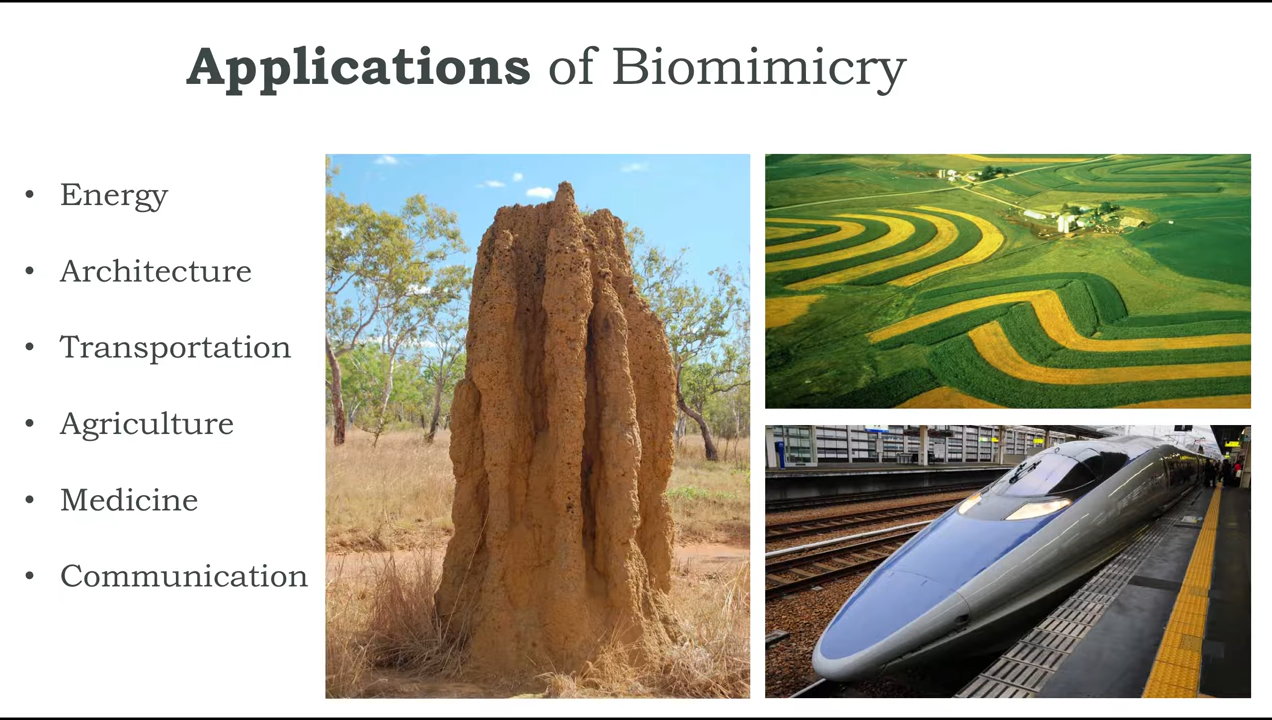 Applications of Biomimicry
• Energy
• Architecture
• Transportation
• Agriculture
• Medicine
• Communication